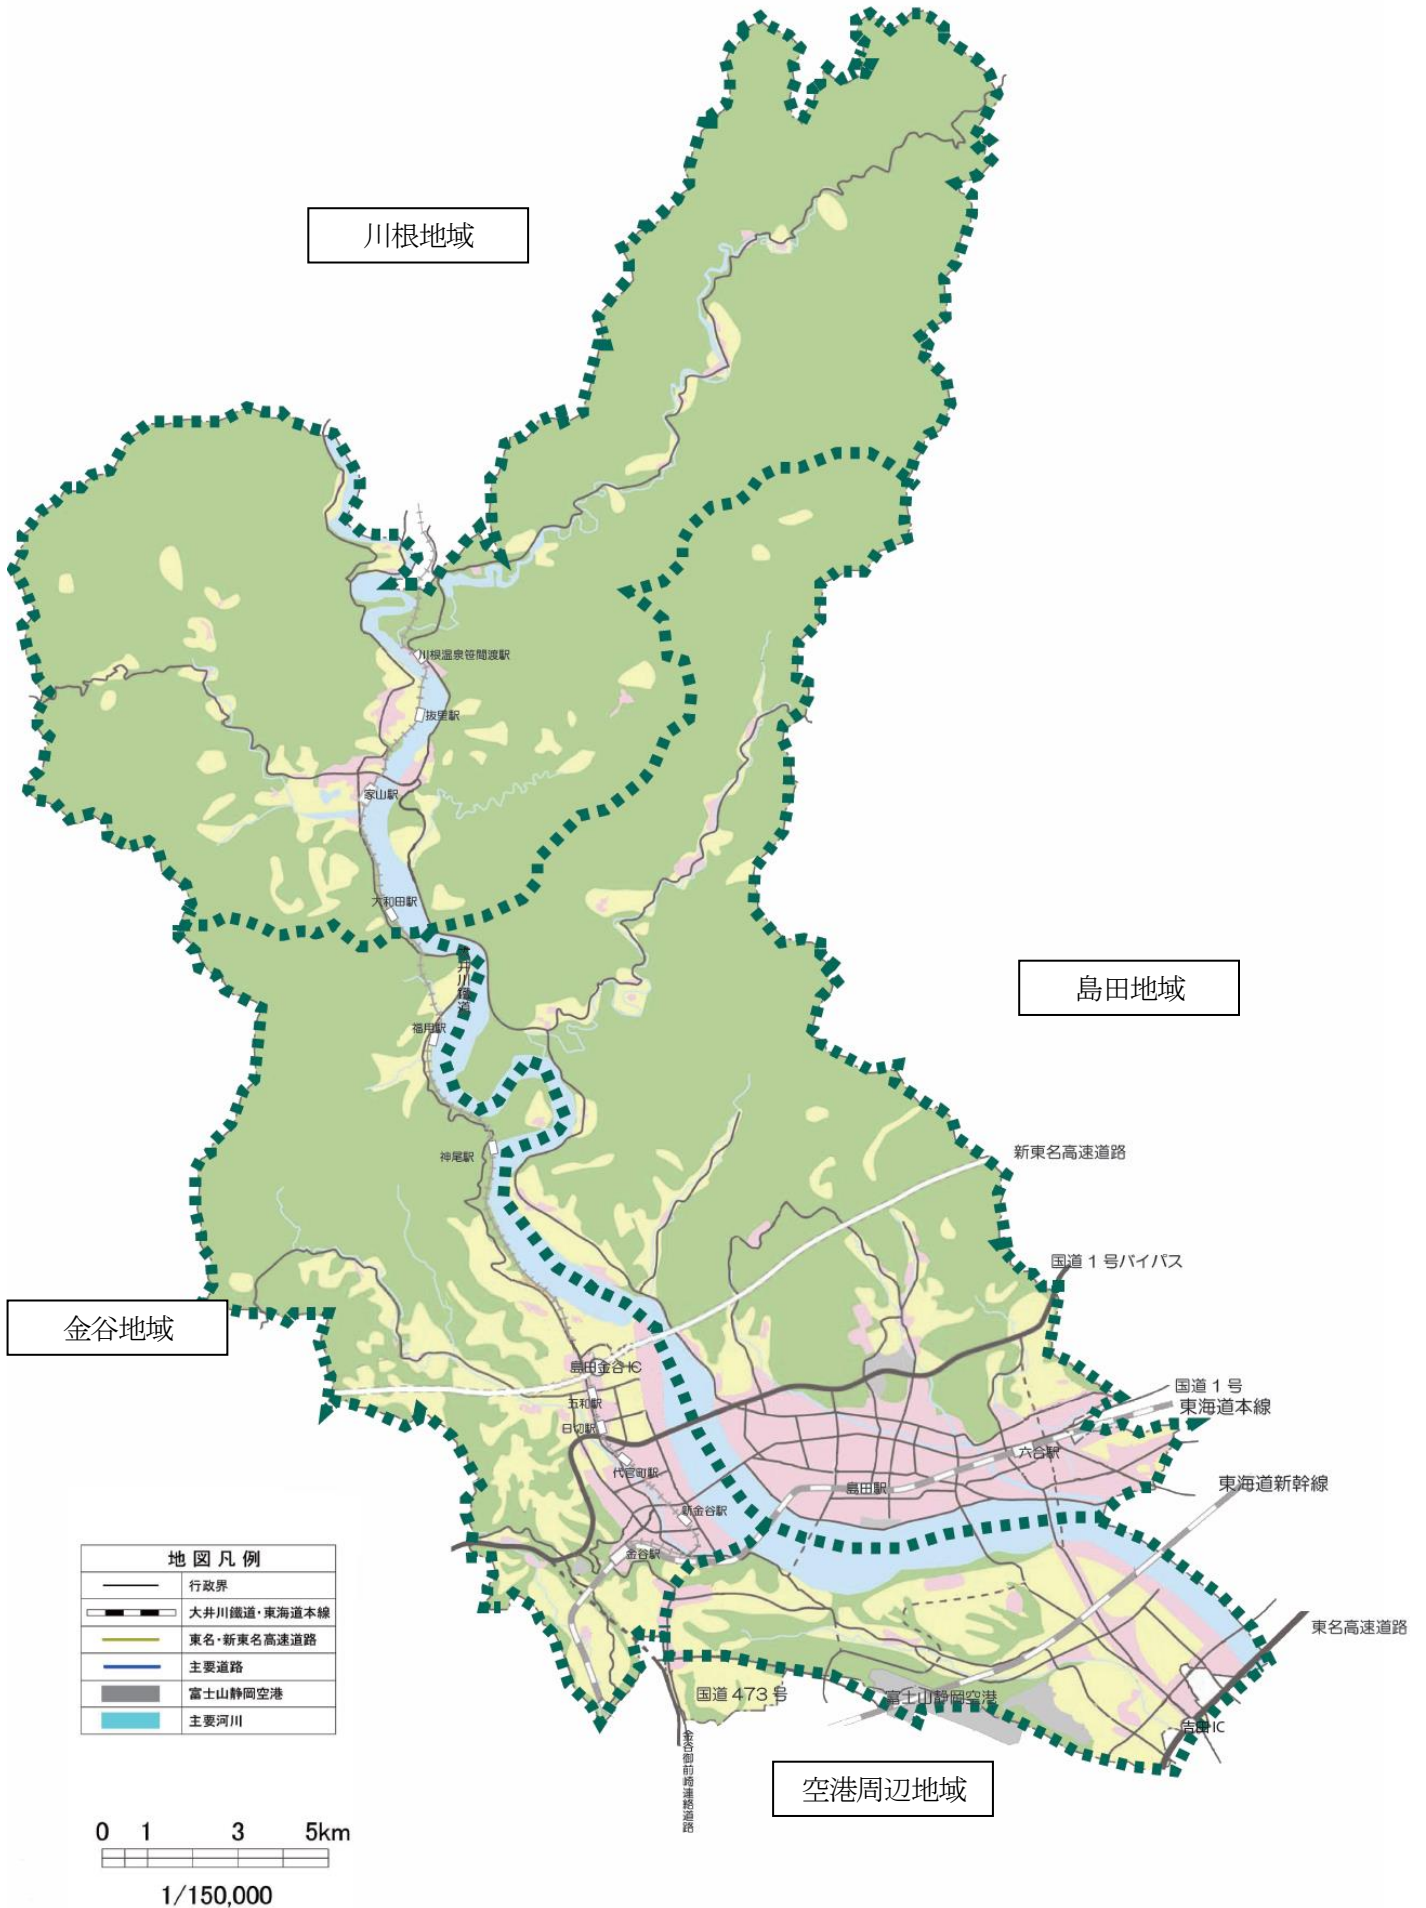 川根地域
川根温泉笹間渡駅
抜里駅
家山駅
大和田駅
大井川鐵道
島田地域
福用駅
神尾駅
新東名高速道路
国道1号バイパス
金谷地域
島田金谷IC
国道1号
五和駅
東海道本線
日切駅
六合駅
代官町駅
島田駅
東海道新幹線
新金谷駅
金谷駅
地図凡例
行政界
大井川鐵道・東海道本線
東名・新東名高速道路
主要道路
富士山静岡空港
主要河川
東名高速道路
国道473号
富士山静岡空港
吉田IC
金谷御前崎連絡道路
空港周辺地域
0 1 3 5km
1/150,000